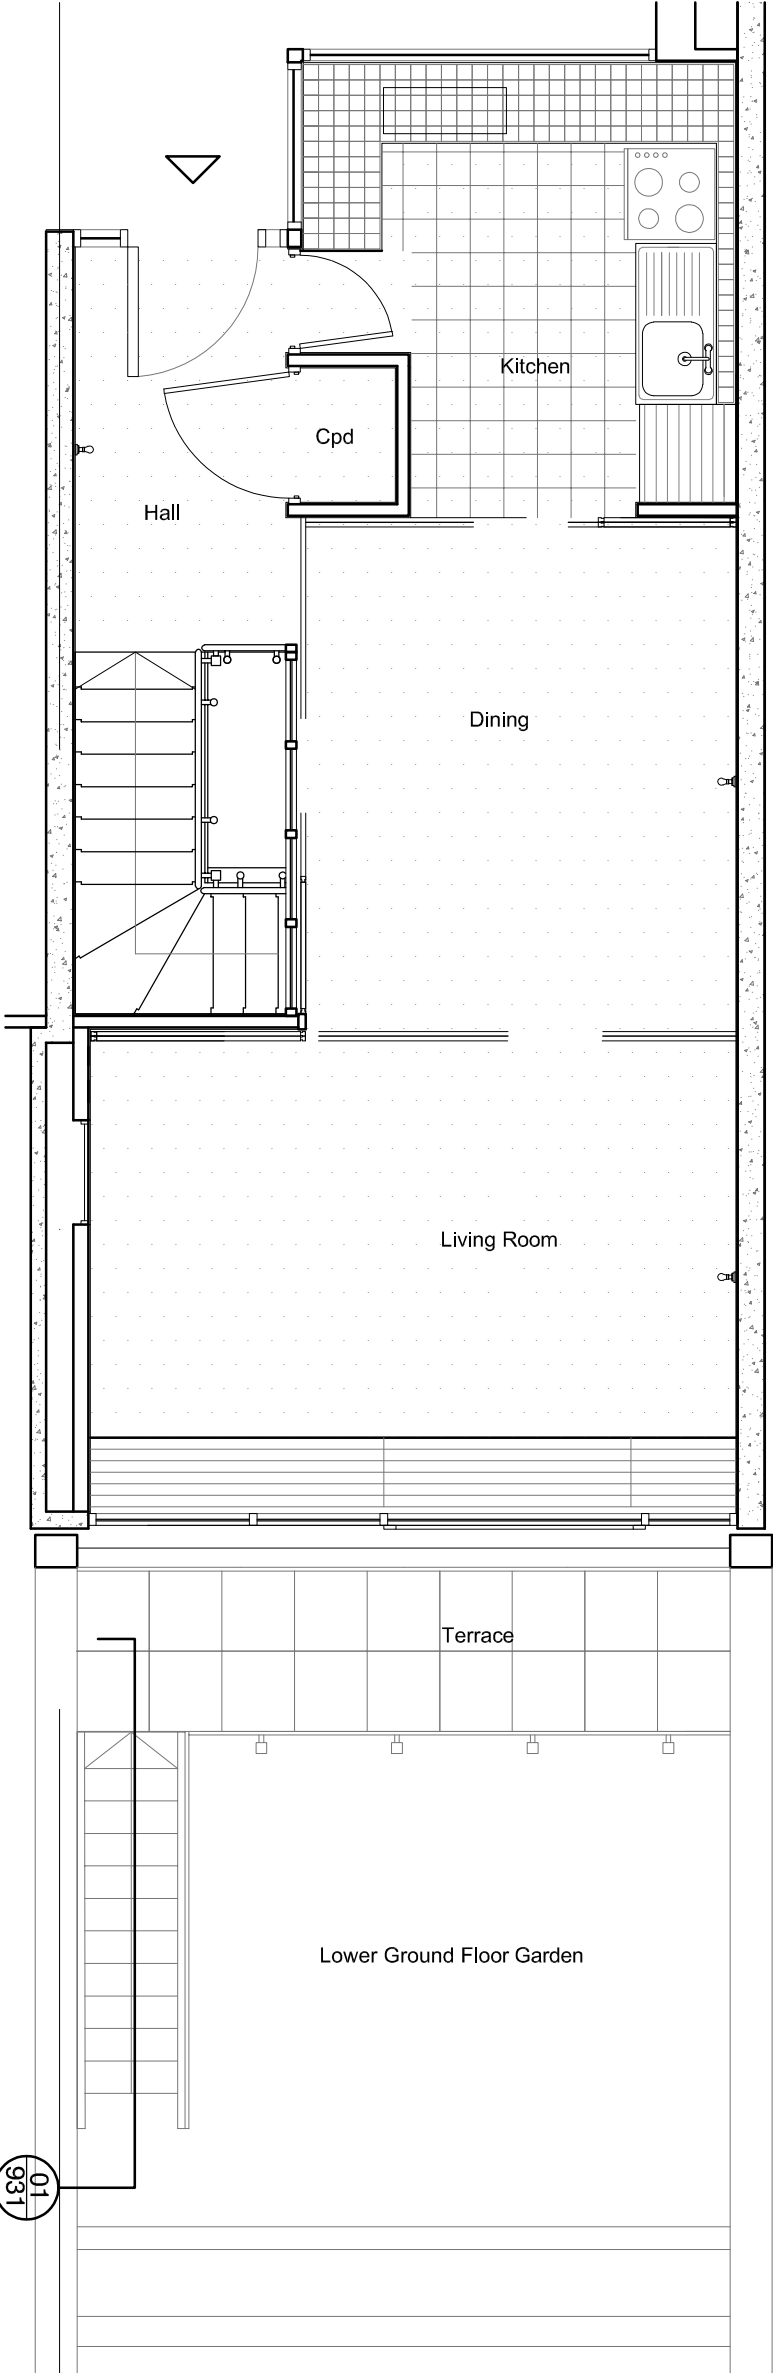 Kitchen
Cpd
Hall
Dining
Living Room
Terrace
Lower Ground Floor Garden
01
931